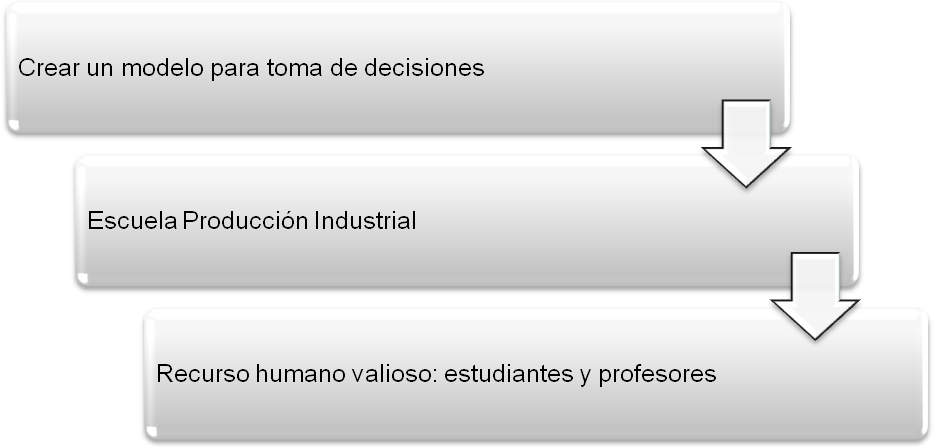 Crear un modelo para toma de decisiones
Escuela Producción Industrial
Recurso humano valioso: estudiantes y profesores